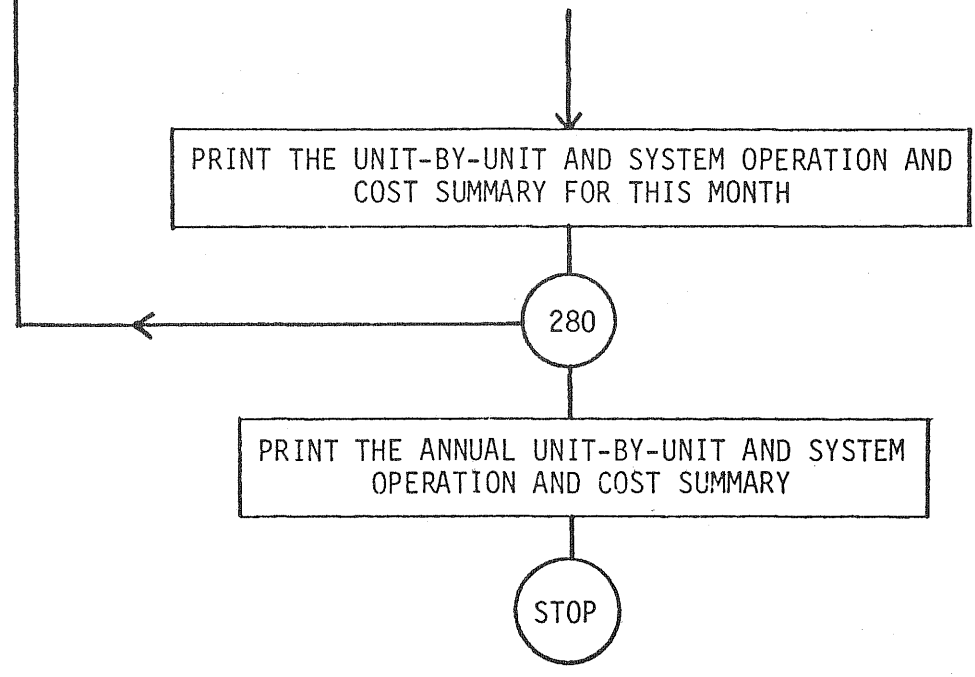 PRINT THE UNIT-BY-UNIT AND SYSTEM OPERATION AND
COST SUMMARY FOR THIS MONTH
280
PRINT THE ANNUAL UNIT-BY-UNIT AND SYSTEM
OPERATION AND COST SUMMARY
STOP